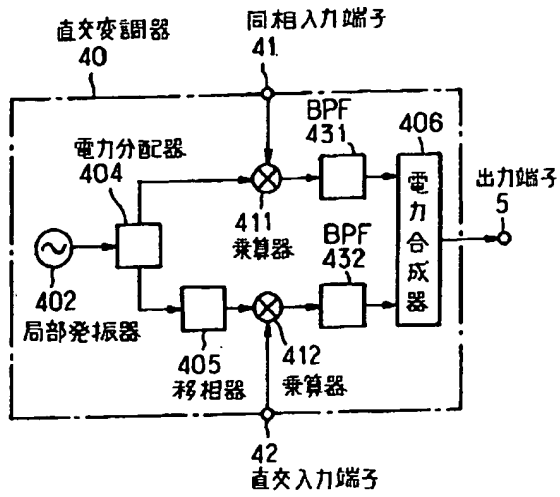 直交変調器
40
同相入力端子
41
電力分配器
404
BPF
431
406
電力合成器
411
乗算器
出力端子
5
402
局部発振器
BPF
432
405
移相器
412
乗算器
42
直交入力端子